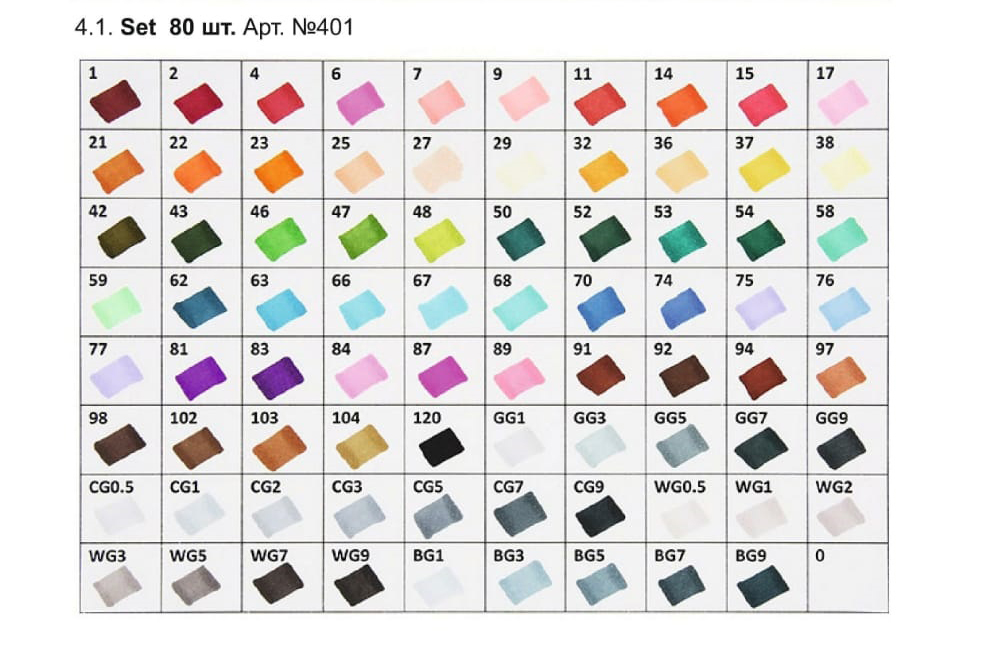 4.1. Set 80 шт. Арт. №401
1 2 4 6 7 9 11 14 15 17
21 22 23 25 27 29 32 36 37 38
42 43 46 47 48 50 52 53 54 58
59 62 63 66 67 68 70 74 75 76
77 81 83 84 87 89 91 92 94 97
98 102 103 104 120 GG1 GG3 GG5 GG7 GG9
CG0.5 CG1 CG2 CG3 CG5 CG7 CG9 WG0.5 WG1 WG2
WG3 WG5 WG7 WG9 BG1 BG3 BG5 BG7 BG9 0